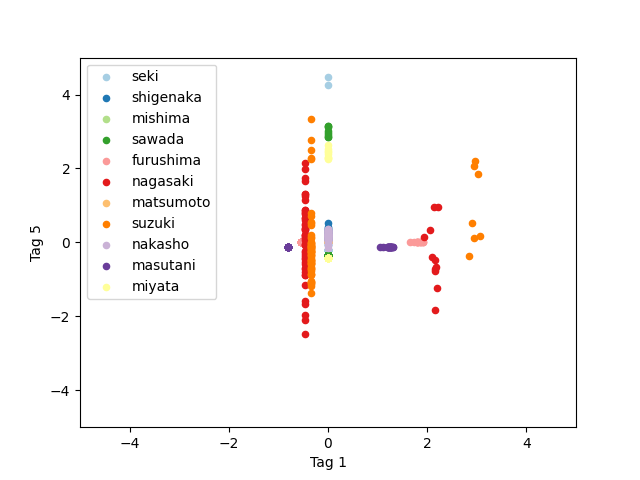 seki
shigenaka
mishima
sawada
furushima
nagasaki
matsumoto
suzuki
nakasho
masutani
miyata
4
2
0
−2
−4
Tag 5
−4 −2 0 2 4
Tag 1